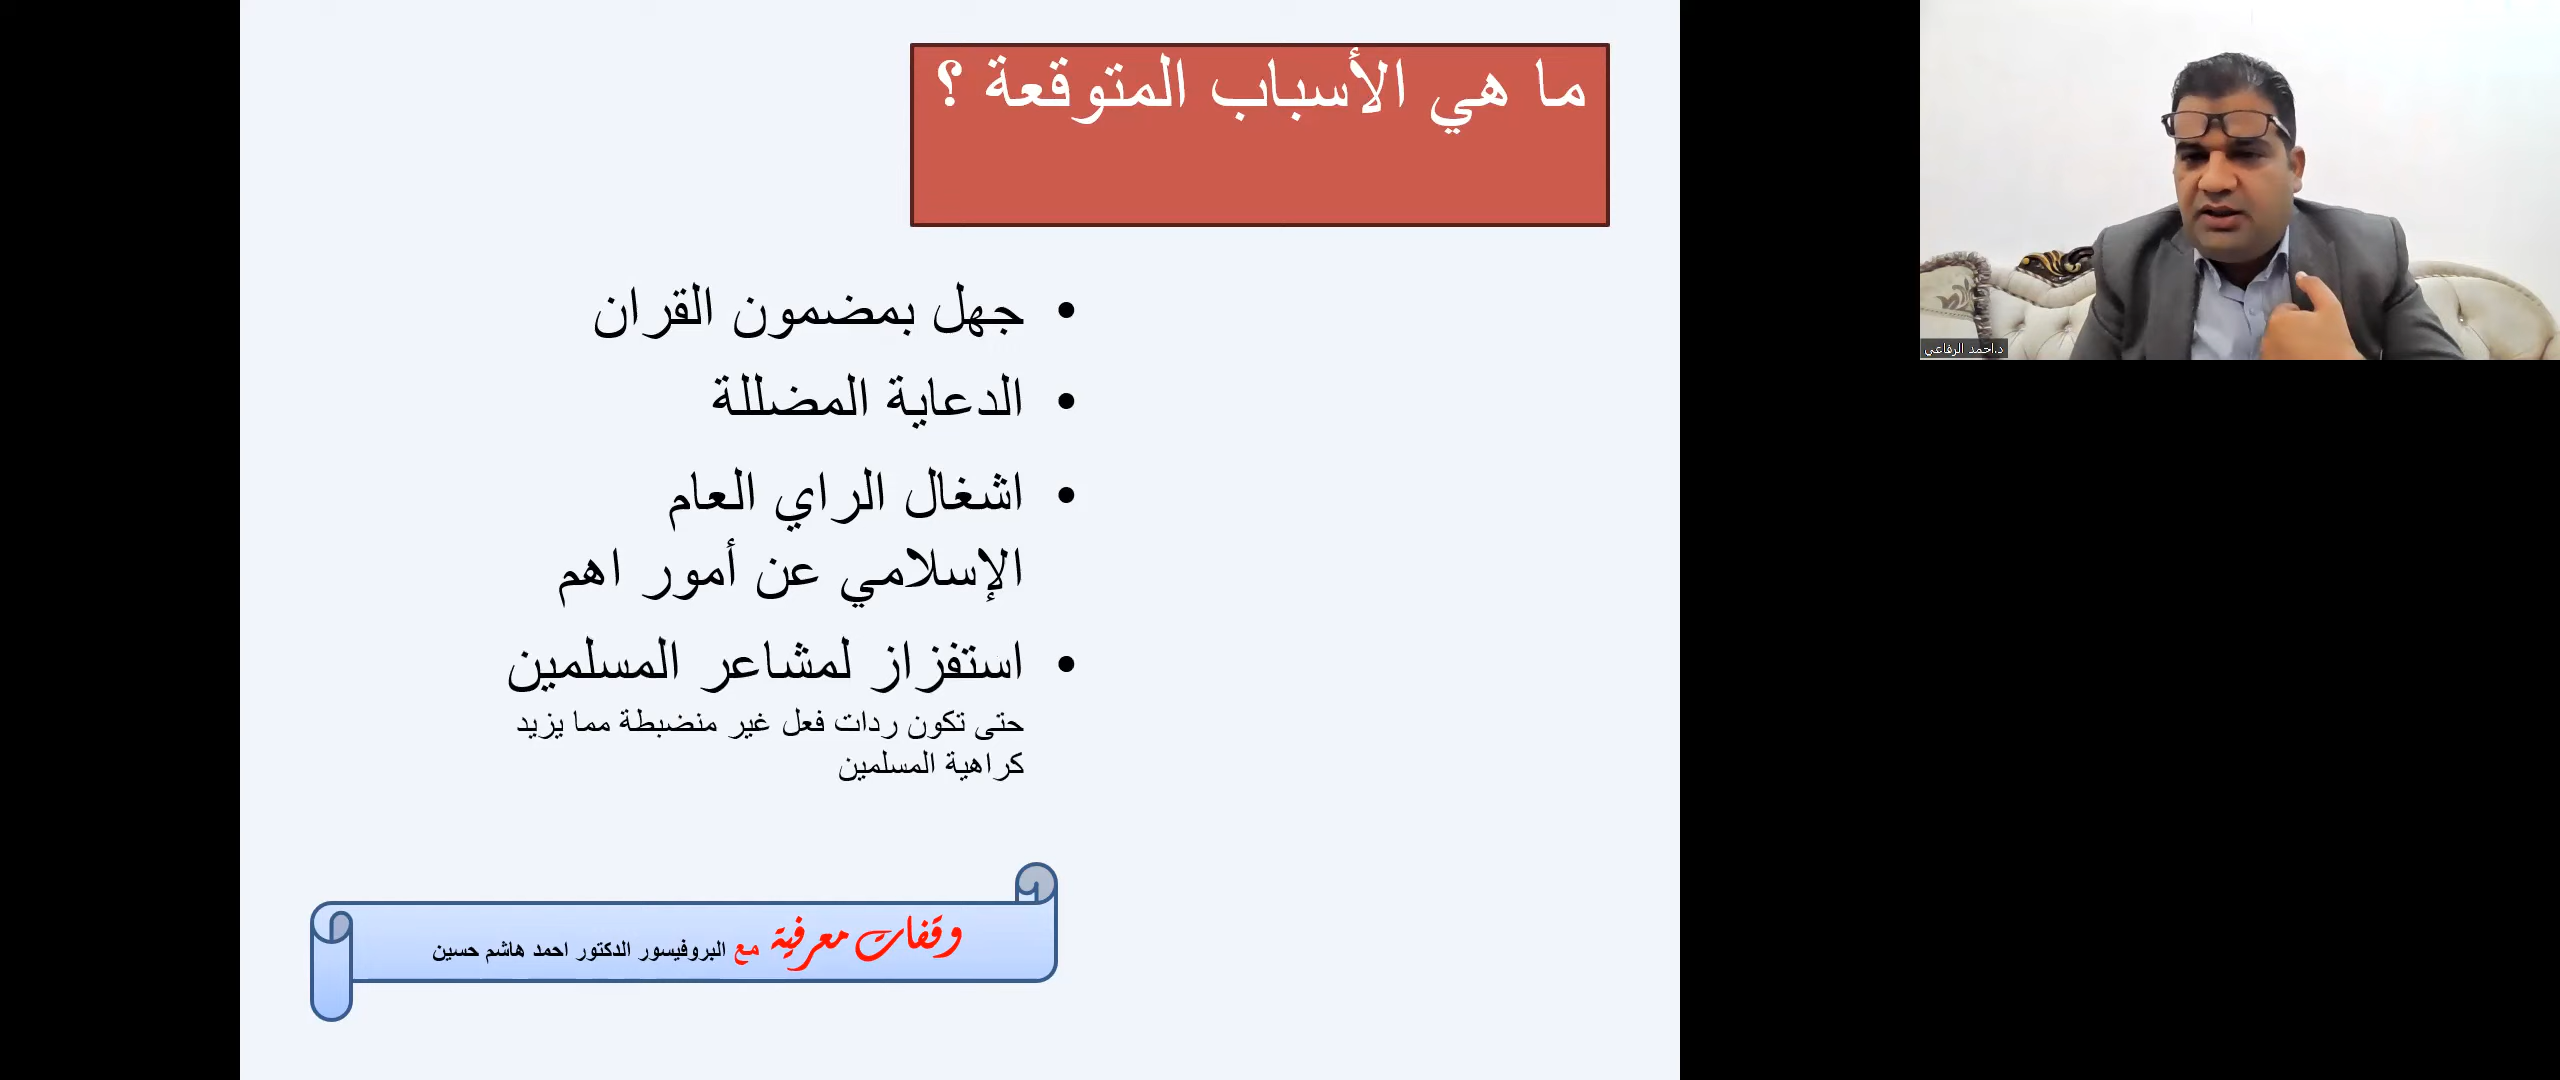 ما هي الأسباب المتوقعة ؟
• جهل بمضمون القران
• الدعاية المضللة
• اشغال الراي العام
الإسلامي عن أمور اهم
• استفزاز لمشاعر المسلمين
حتى تكون ردات فعل غير منضبطة مما يزيد
كراهية المسلمين
وقفات معرفية مع البروفيسور الدكتور احمد هاشم حسين
د.احمد الرفاعي